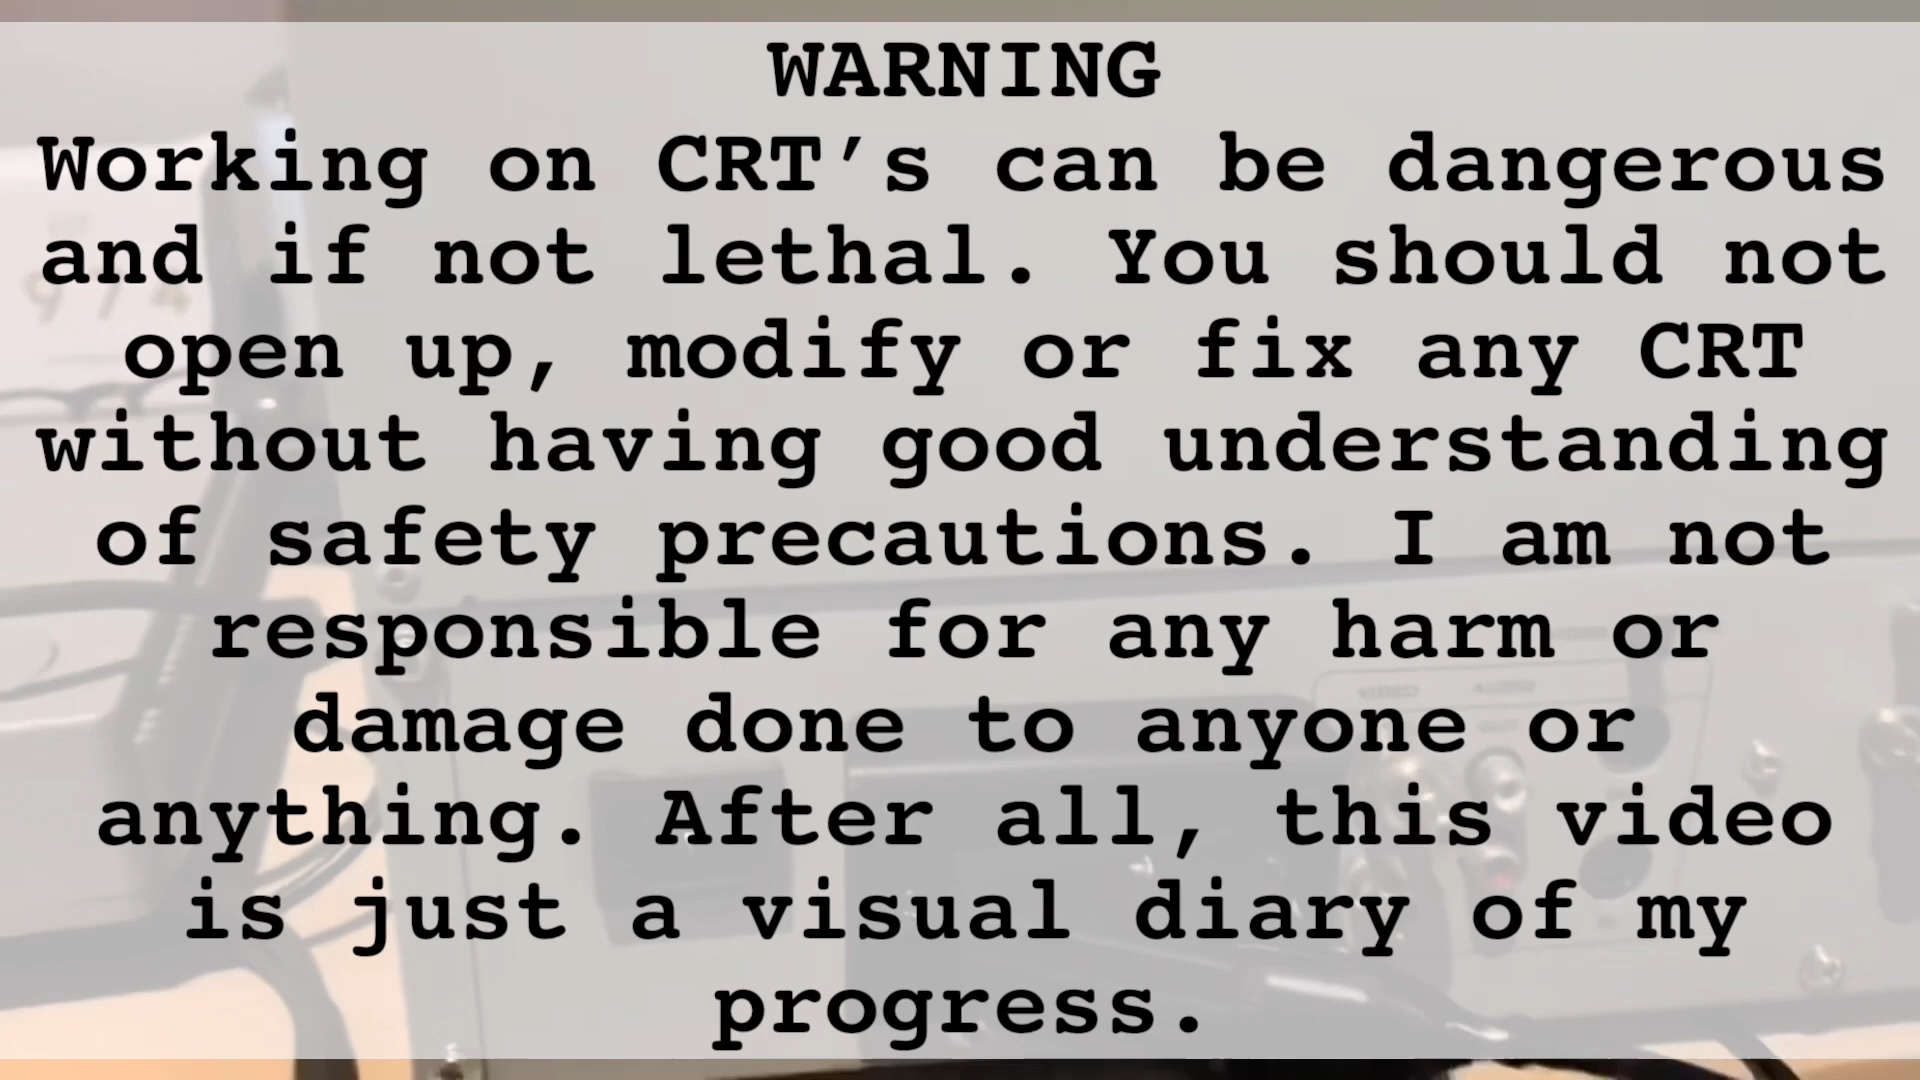 WARNING
Working on CRT’s can be dangerous
and if not lethal. You should not
open up, modify or fix any CRT
without having good understanding
of safety precautions. I am not
responsible for any harm or
damage done to anyone or
anything. After all, this video
is just a visual diary of my
progress.